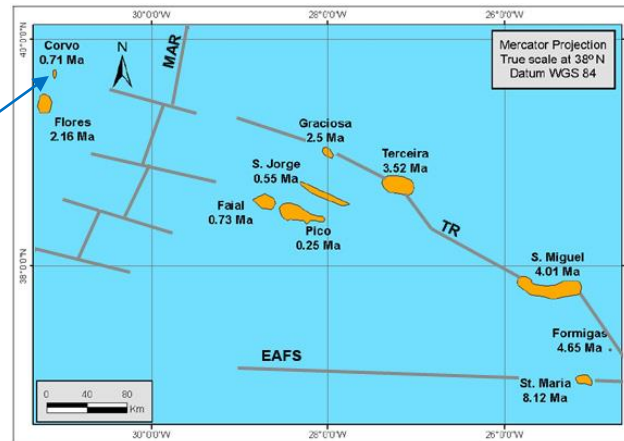 30°0'0"W
28°0'0"W
26°0'0"W
40°0'0"N
Corvo
0.71 Ma
N
MAR
Mercator Projection
True scale at 38º N
Datum WGS 84
Flores
2.16 Ma
Graciosa
2.5 Ma
Terceira
3.52 Ma
S. Jorge
0.55 Ma
Faial
0.73 Ma
Pico
0.25 Ma
TR
S. Miguel
4.01 Ma
38°0'0"N
38°0'0"N
Formigas
4.65 Ma
EAFS
St. Maria
8.12 Ma
0 40 80
Km
30°0'0"W
28°0'0"W
26°0'0"W